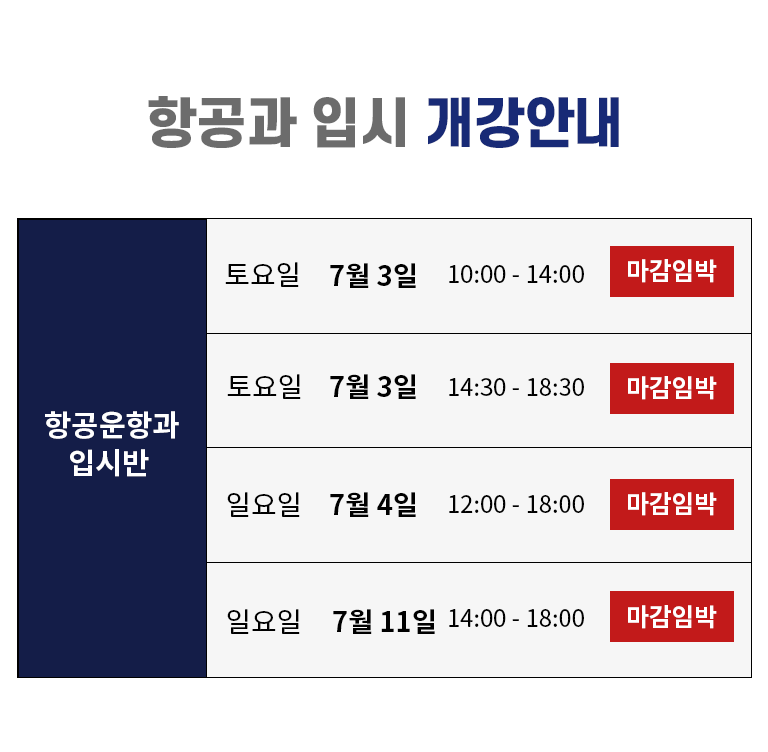 항공과 입시 개강안내
항공운항과
입시반
토요일 7월 3일 10:00 - 14:00 마감임박
토요일 7월 3일 14:30 - 18:30 마감임박
일요일 7월 4일 12:00 - 18:00 마감임박
일요일 7월 11일 14:00 - 18:00 마감임박